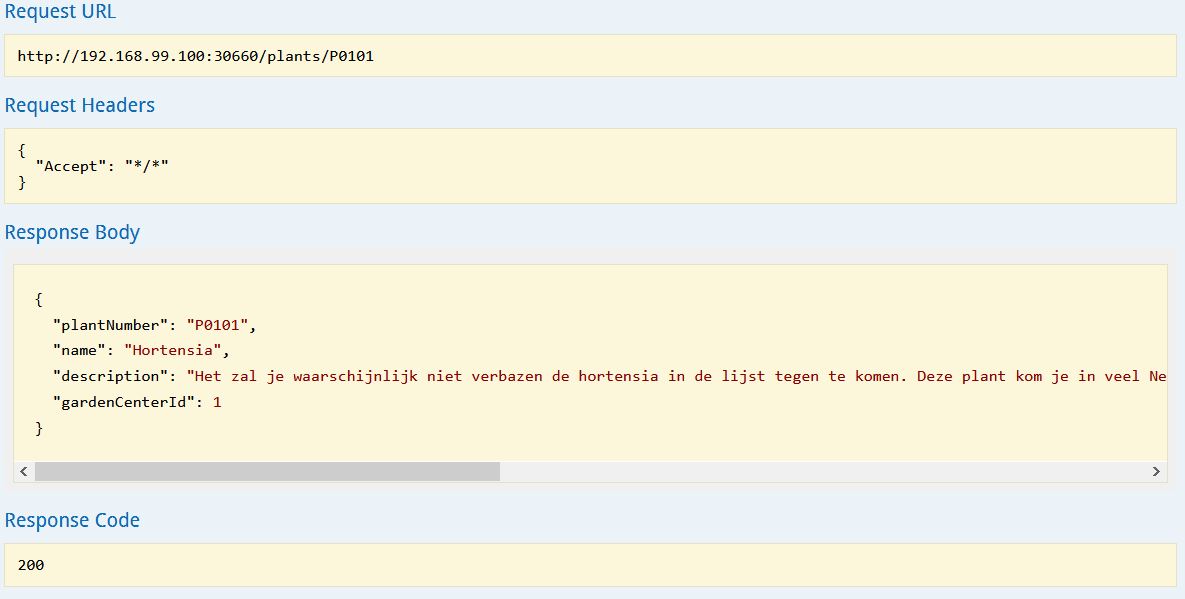 Request URL
http://192.168.99.100:30660/plants/P0101
Request Headers
{
"Accept": "*/*"
}
Response Body
{
"plantNumber": "P0101",
"name": "Hortensia",
"description": "Het zal je waarschijnlijk niet verbazen de hortensia in de lijst tegen te komen. Deze plant kom je in veel Ne
"gardenCenterId": 1
}
Response Code
200